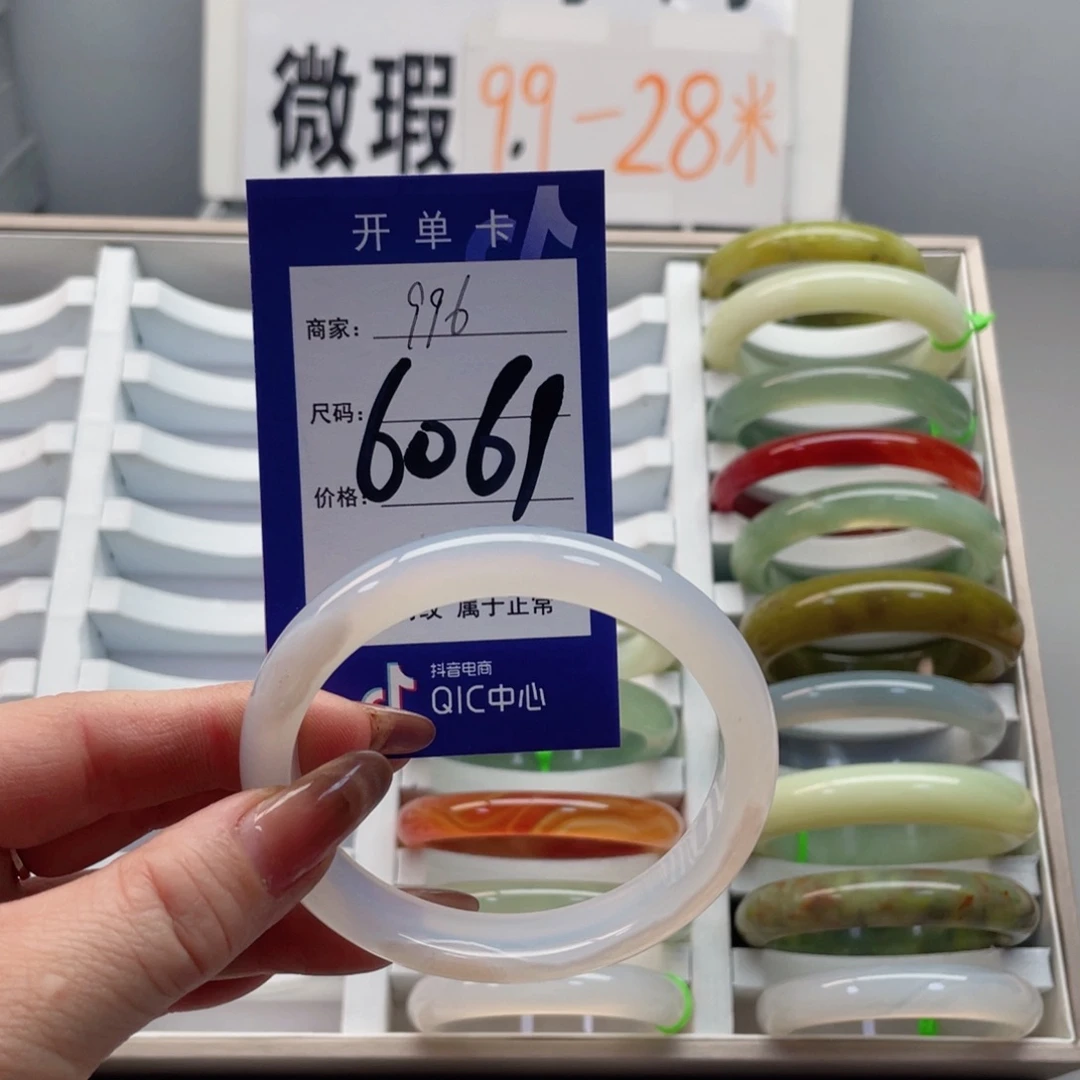 微瑕 9.9-28米
开单卡
商家: 996
尺码:
6061
价格:
属于正常
抖音电商
QIC中心